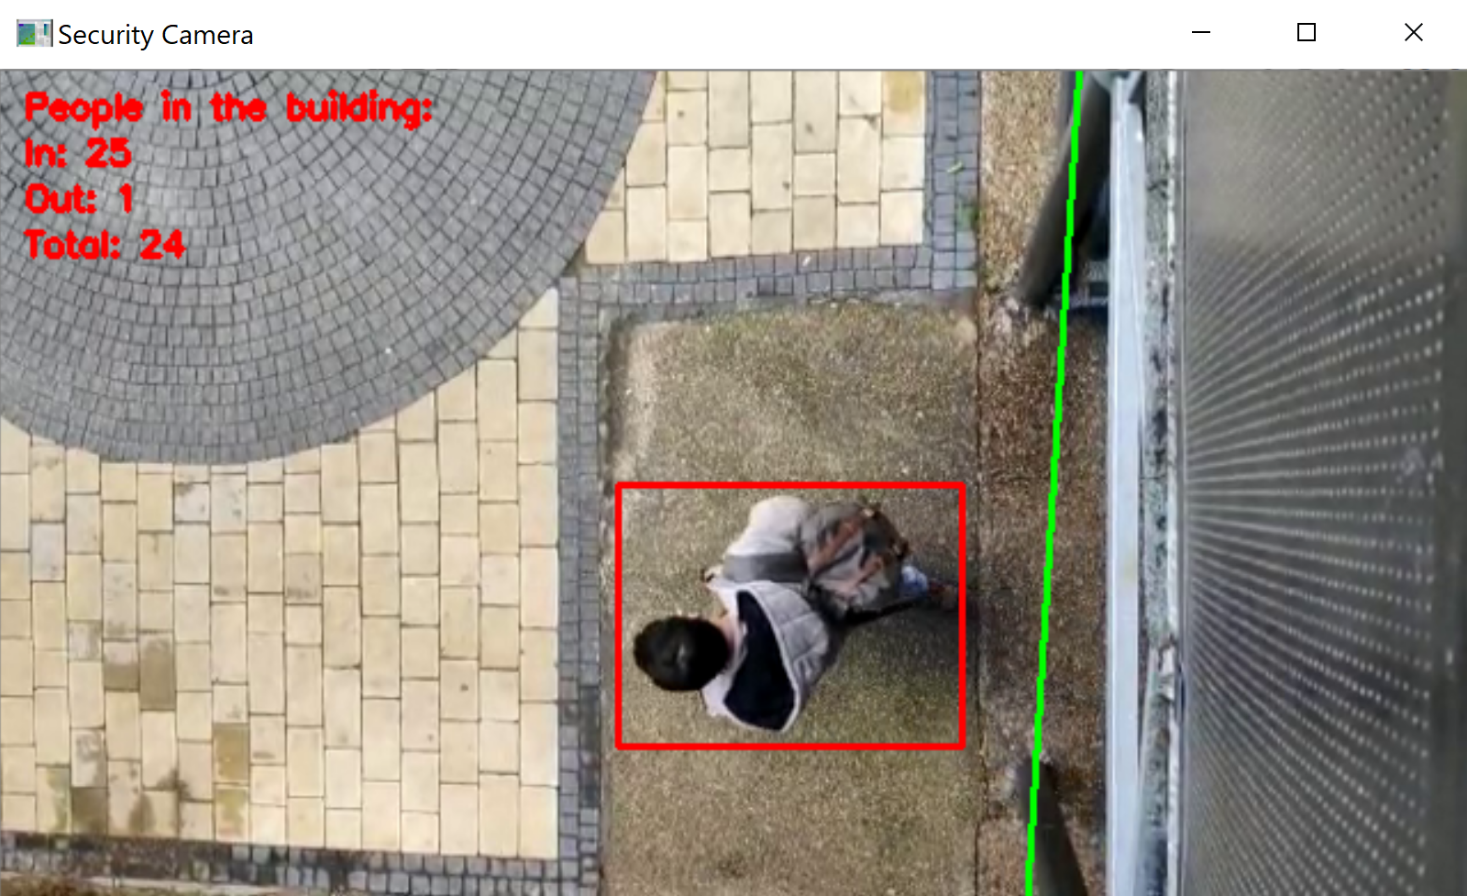 Security Camera
People in the building:
In: 25
Out: 1
Total: 24